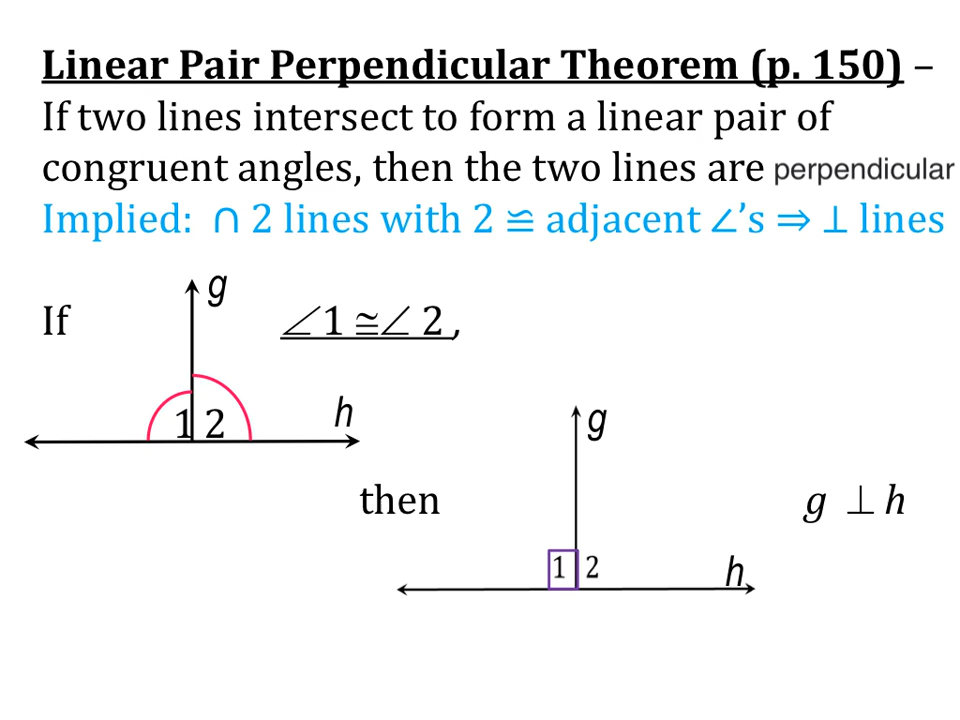 Linear Pair Perpendicular Theorem (p. 150) –
If two lines intersect to form a linear pair of
congruent angles, then the two lines are perpendicular
Implied: ∩ 2 lines with 2 ≌ adjacent ∠’s ⇒ ⊥ lines
g
If ∠1 ≅∠ 2 ,
1 2 h
g
then g ⊥ h
1 2 h